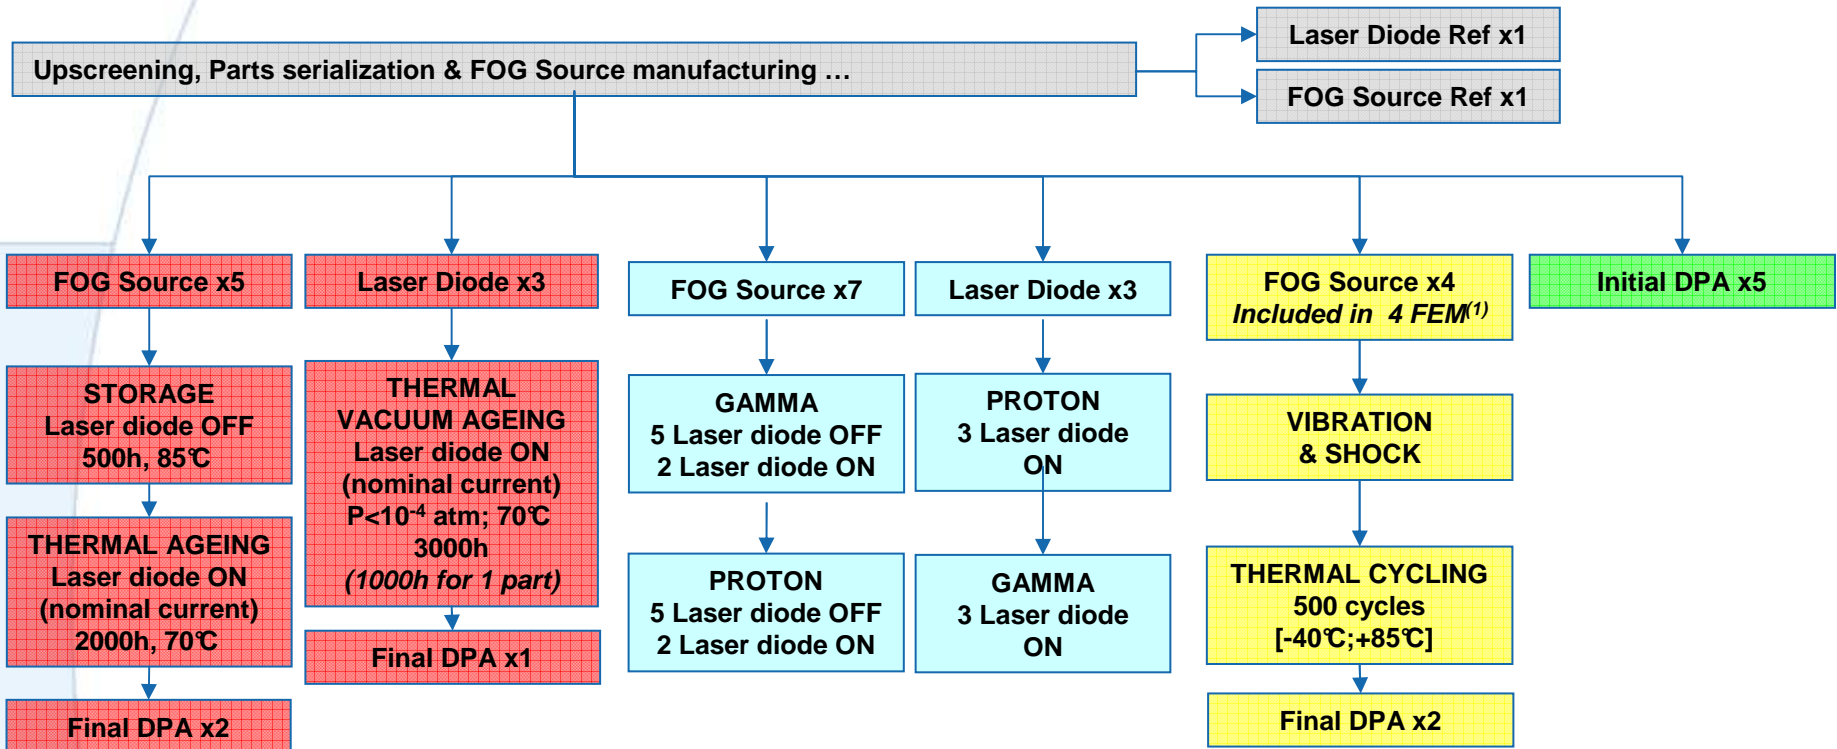 Laser Diode Ref x1
Upscreening, Parts serialization & FOG Source manufacturing ...
FOG Source Ref x1
FOG Source x5
STORAGE
Laser diode OFF
500h, 85°C
THERMAL AGEING
Laser diode ON
(nominal current)
2000h, 70°C
Final DPA x2
Laser Diode x3
THERMAL
VACUUM AGEING
Laser diode ON
(nominal current)
P<10⁻⁴ atm; 70°C
3000h
(1000h for 1 part)
Final DPA x1
FOG Source x7
GAMMA
5 Laser diode OFF
2 Laser diode ON
PROTON
5 Laser diode OFF
2 Laser diode ON
Laser Diode x3
PROTON
3 Laser diode
ON
GAMMA
3 Laser diode
ON
FOG Source x4
Included in 4 FEM⁽¹⁾
VIBRATION
& SHOCK
THERMAL CYCLING
500 cycles
[-40°C;+85°C]
Final DPA x2
Initial DPA x5